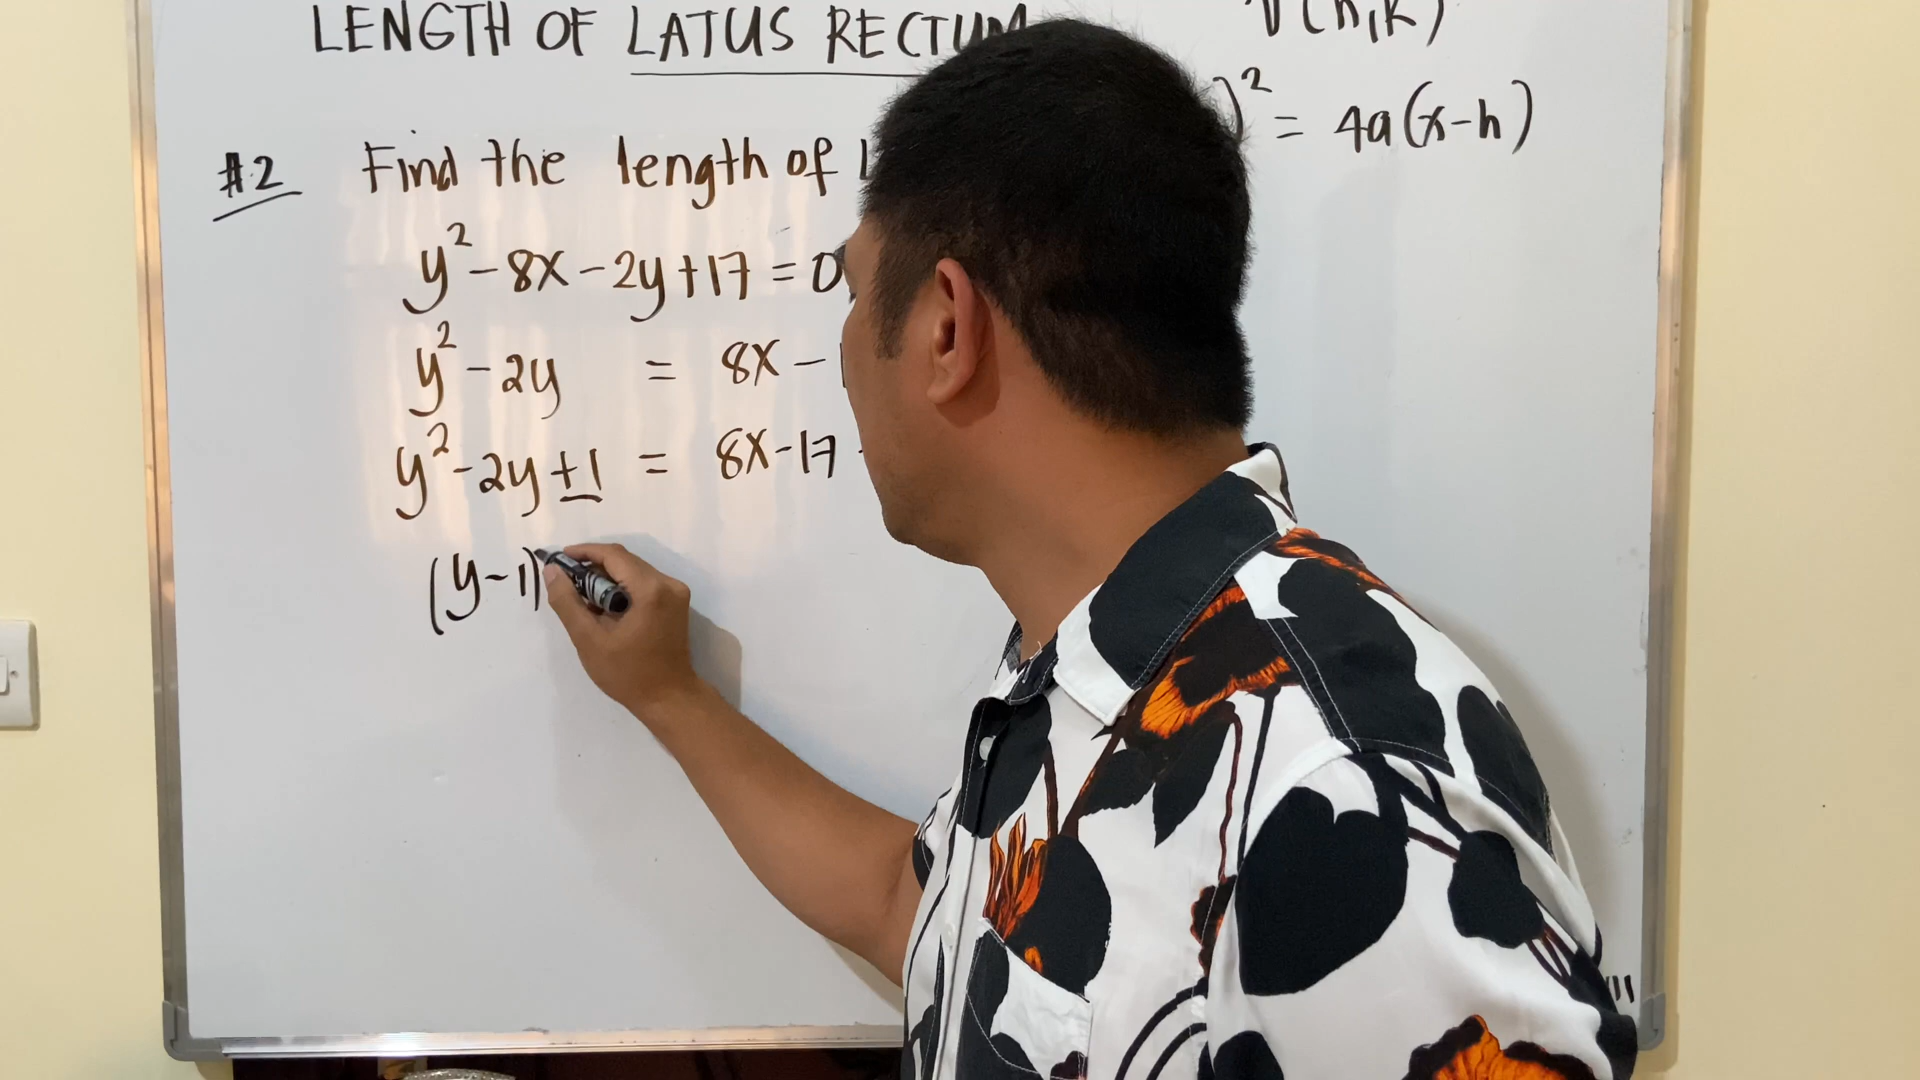 LENGTH OF LATUS RECTUM
V(h,k)
)² = 4a(x-h)
#2 Find the length of
y² - 8x - 2y + 17 = 0
y² - 2y = 8x -
y² - 2y + 1 = 8x - 17
(y - 1)